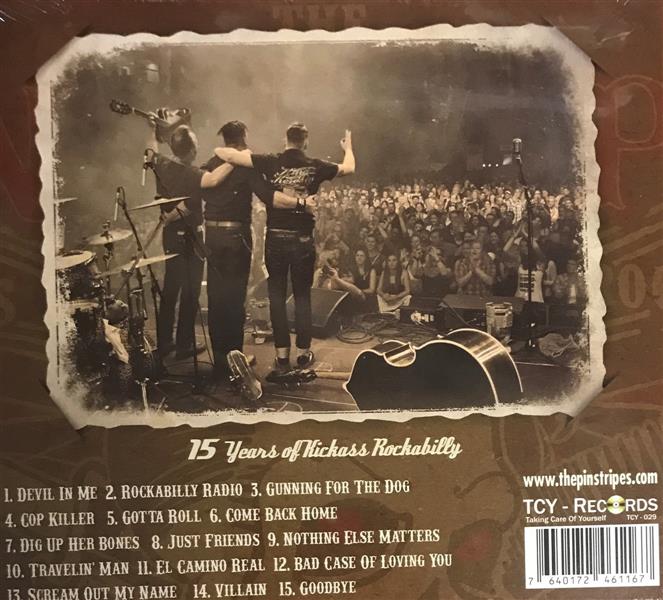 THE
15 Years of Kickass Rockabilly
1. Devil In Me 2. Rockabilly Radio 3. Gunning For The Dog
4. Cop Killer 5. Gotta Roll 6. Come Back Home
7. Dig Up Her Bones 8. Just Friends 9. Nothing Else Matters
10. Travelin' Man 11. El Camino Real 12. Bad Case Of Loving You
13. Scream Out My Name 14. Villain 15. Goodbye
www.thepinstripes.com
TCY - Records
Taking Care Of Yourself TCY - 029
7 640172 461167